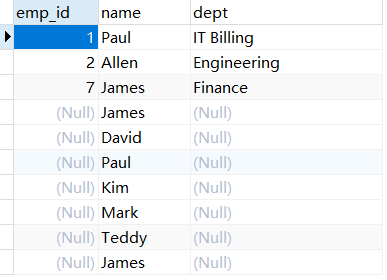 emp_id name dept
1 Paul IT Billing
2 Allen Engineering
7 James Finance
(Null) James (Null)
(Null) David (Null)
(Null) Paul (Null)
(Null) Kim (Null)
(Null) Mark (Null)
(Null) Teddy (Null)
(Null) James (Null)